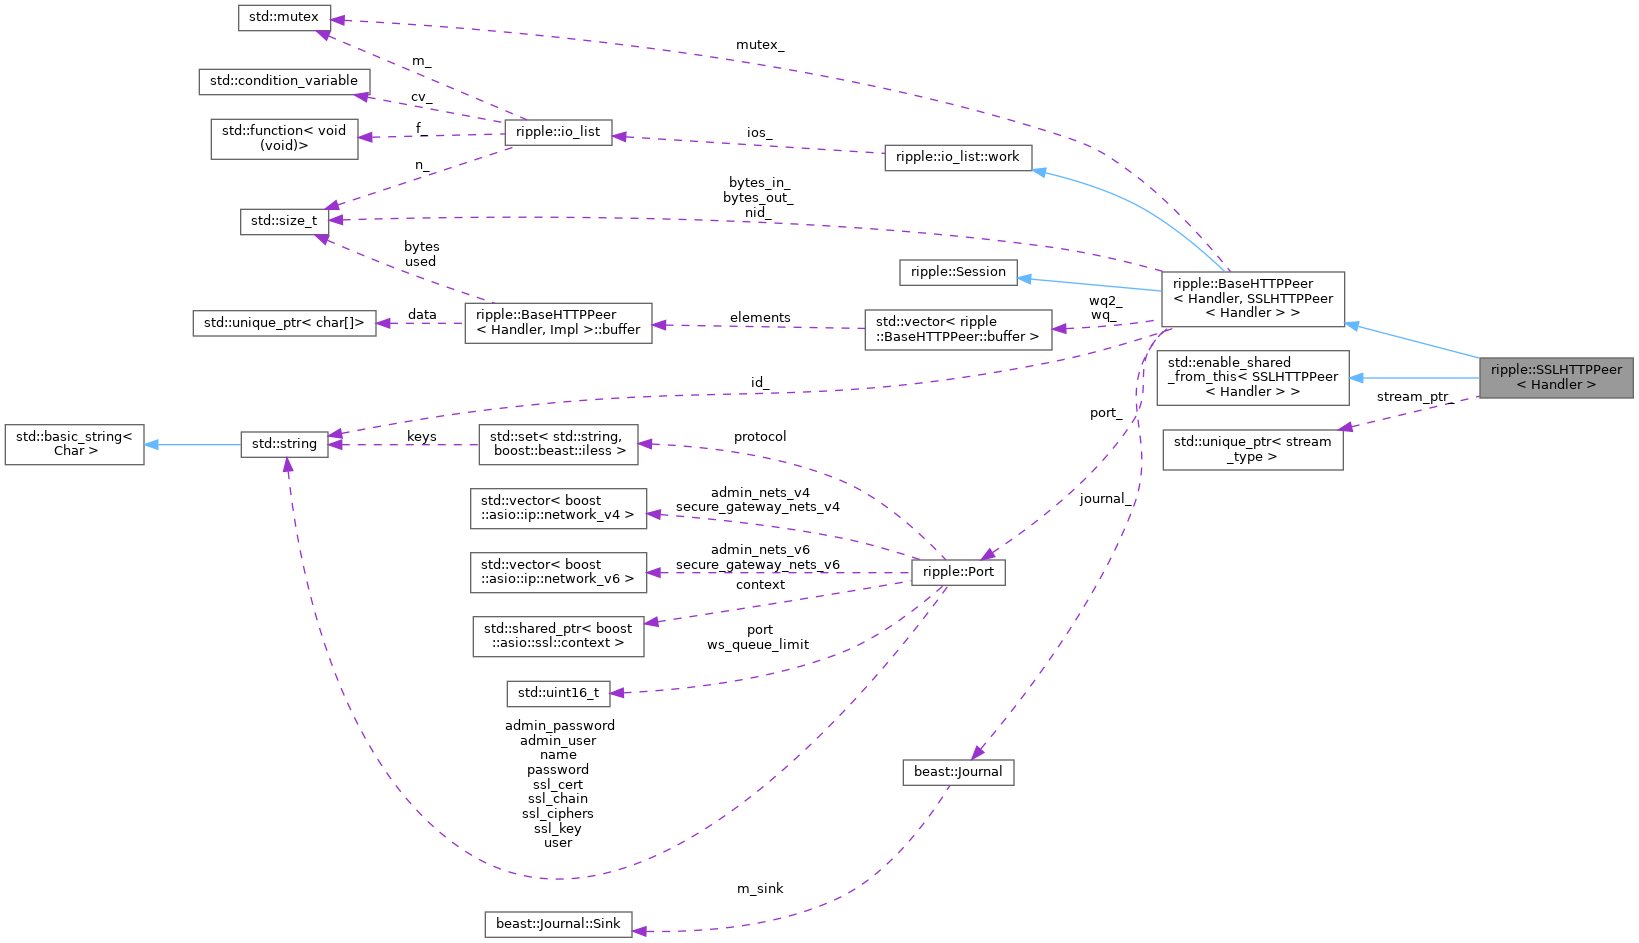 std::mutex
mutex_
m_
std::condition_variable
cv_
std::function< void
(void)>
f_
ripple::io_list
ios_
ripple::io_list::work
n_
bytes_in_
bytes_out_
nid_
std::size_t
bytes
used
ripple::Session
ripple::BaseHTTPPeer
< Handler, SSLHTTPPeer
< Handler > >
std::unique_ptr< char[]>
data
ripple::BaseHTTPPeer
< Handler, Impl >::buffer
elements
std::vector< ripple
::BaseHTTPPeer::buffer >
wq2_
wq_
std::enable_shared
_from_this< SSLHTTPPeer
< Handler > >
ripple::SSLHTTPPeer
< Handler >
id_
stream_ptr_
port_
std::basic_string<
Char >
std::string
keys
std::set< std::string,
boost::beast::iless >
protocol
std::unique_ptr< stream
_type >
std::vector< boost
::asio::ip::network_v4 >
admin_nets_v4
secure_gateway_nets_v4
journal_
std::vector< boost
::asio::ip::network_v6 >
admin_nets_v6
secure_gateway_nets_v6
ripple::Port
context
std::shared_ptr< boost
::asio::ssl::context >
port
ws_queue_limit
std::uint16_t
admin_password
admin_user
name
password
ssl_cert
ssl_chain
ssl_ciphers
ssl_key
user
beast::Journal
m_sink
beast::Journal::Sink